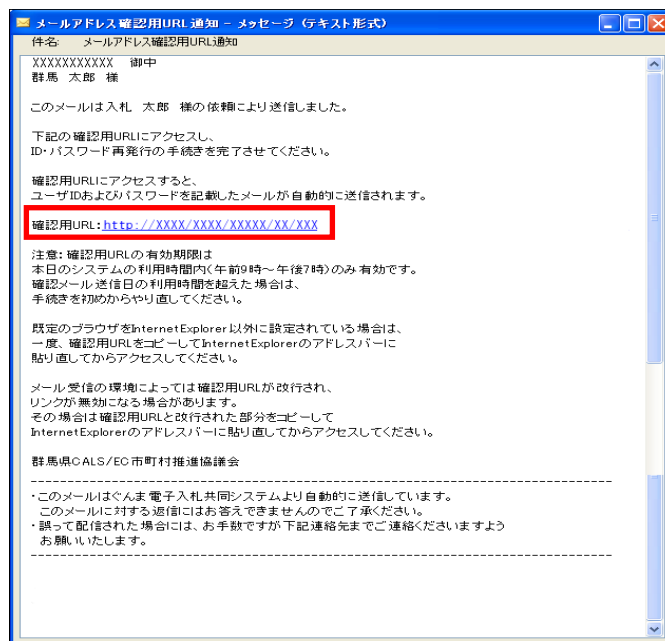 メールアドレス確認用URL通知 - メッセージ (テキスト形式)
件名: メールアドレス確認用URL通知
XXXXXXXXXXX 御中
群馬 太郎 様
このメールは入札 太郎 様の依頼により送信しました。
下記の確認用URLにアクセスし、
ID・パスワード再発行の手続きを完了させてください。
確認用URLにアクセスすると、
ユーザIDおよびパスワードを記載したメールが自動的に送信されます。
確認用URL:http://XXXX/XXXX/XXXXX/XX/XXX
注意:確認用URLの有効期限は
本日のシステムの利用時間内(午前9時～午後7時)のみ有効です。
確認メール送信日の利用時間を超えた場合は、
手続きを初めからやり直してください。
既定のブラウザをInternetExplorer以外に設定されている場合は、
一度、確認用URLをコピーしてInternetExplorerのアドレスバーに
貼り直してからアクセスしてください。
メール受信の環境によっては確認用URLが改行され、
リンクが無効になる場合があります。
その場合は確認用URLと改行された部分をコピーして
InternetExplorerのアドレスバーに貼り直してからアクセスしてください。
群馬県CALS/EC市町村推進協議会
・このメールはぐんま電子入札共同システムより自動的に送信しています。
このメールに対する返信にはお答えできませんのでご了承ください。
・誤って配信された場合には、お手数ですが下記連絡先までご連絡くださいますよう
お願いいたします。